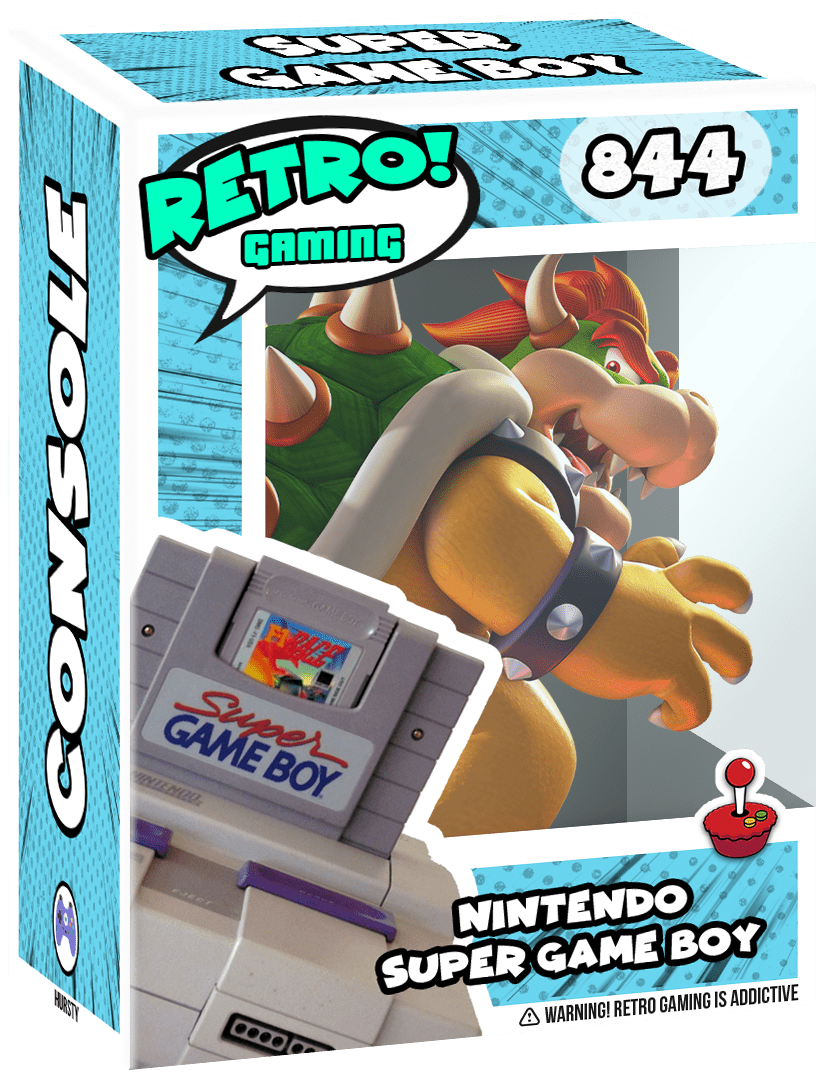 SUPER
GAME BOY
RETRO!
GAMING
844
CONSOLE
Super
GAME BOY
NINTENDO
EJECT
NINTENDO
SUPER GAME BOY
WARNING! RETRO GAMING IS ADDICTIVE
HURSTY